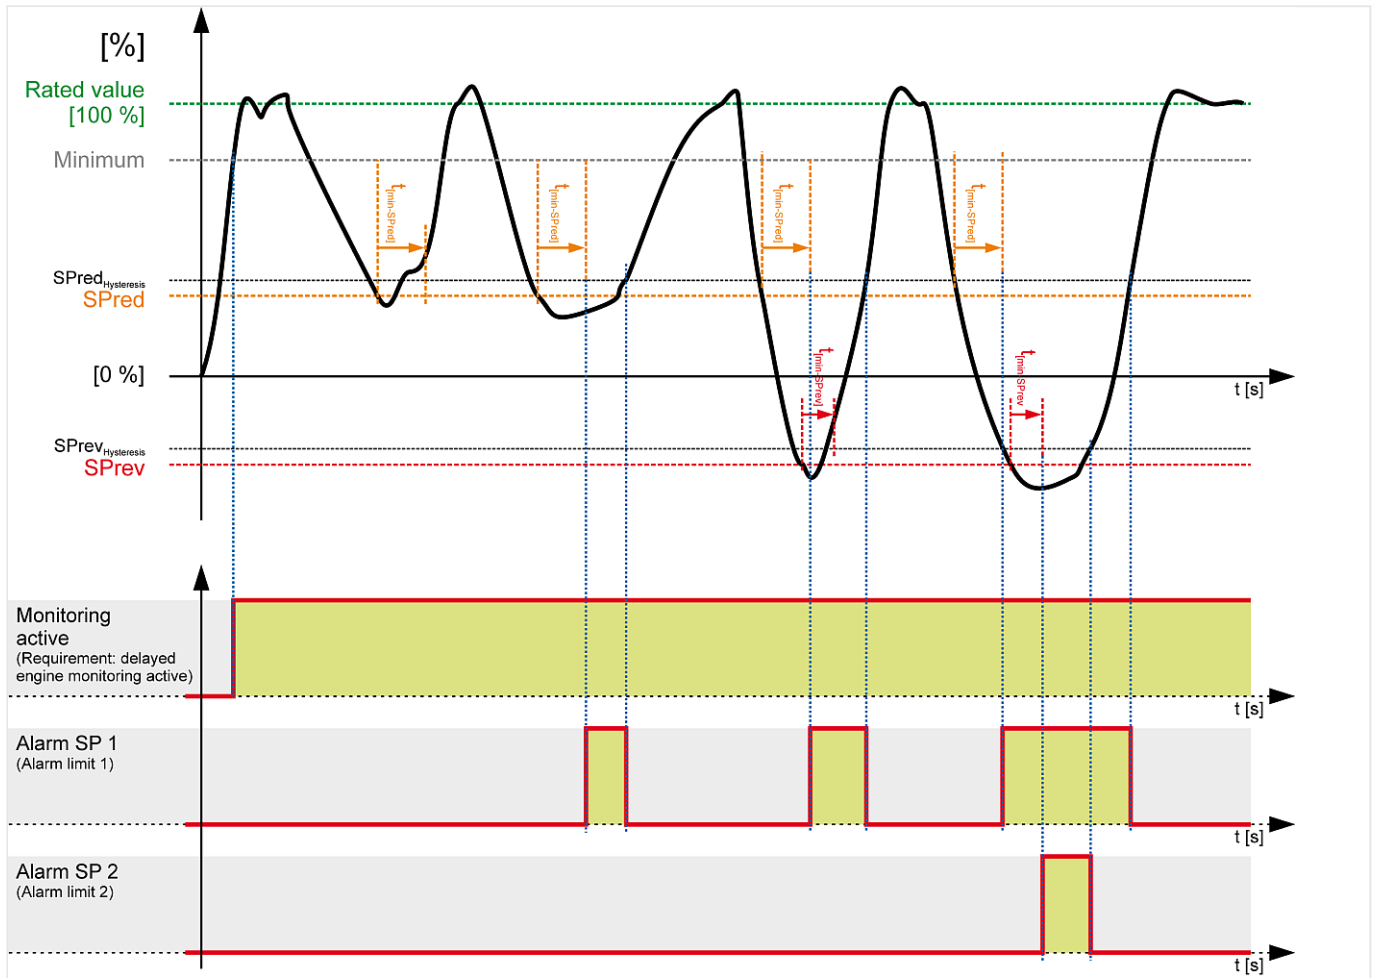 [%]
Rated value
[100 %]
Minimum
t[min-SPred]
t[min-SPred]
t[min-SPred]
t[min-SPred]
SPredHysteresis
SPred
[0 %]
t[min-SPrev]
t[min-SPrev
t [s]
SPrevHysteresis
SPrev
Monitoring
active
(Requirement: delayed
engine monitoring active)
t [s]
Alarm SP 1
(Alarm limit 1)
t [s]
Alarm SP 2
(Alarm limit 2)
t [s]